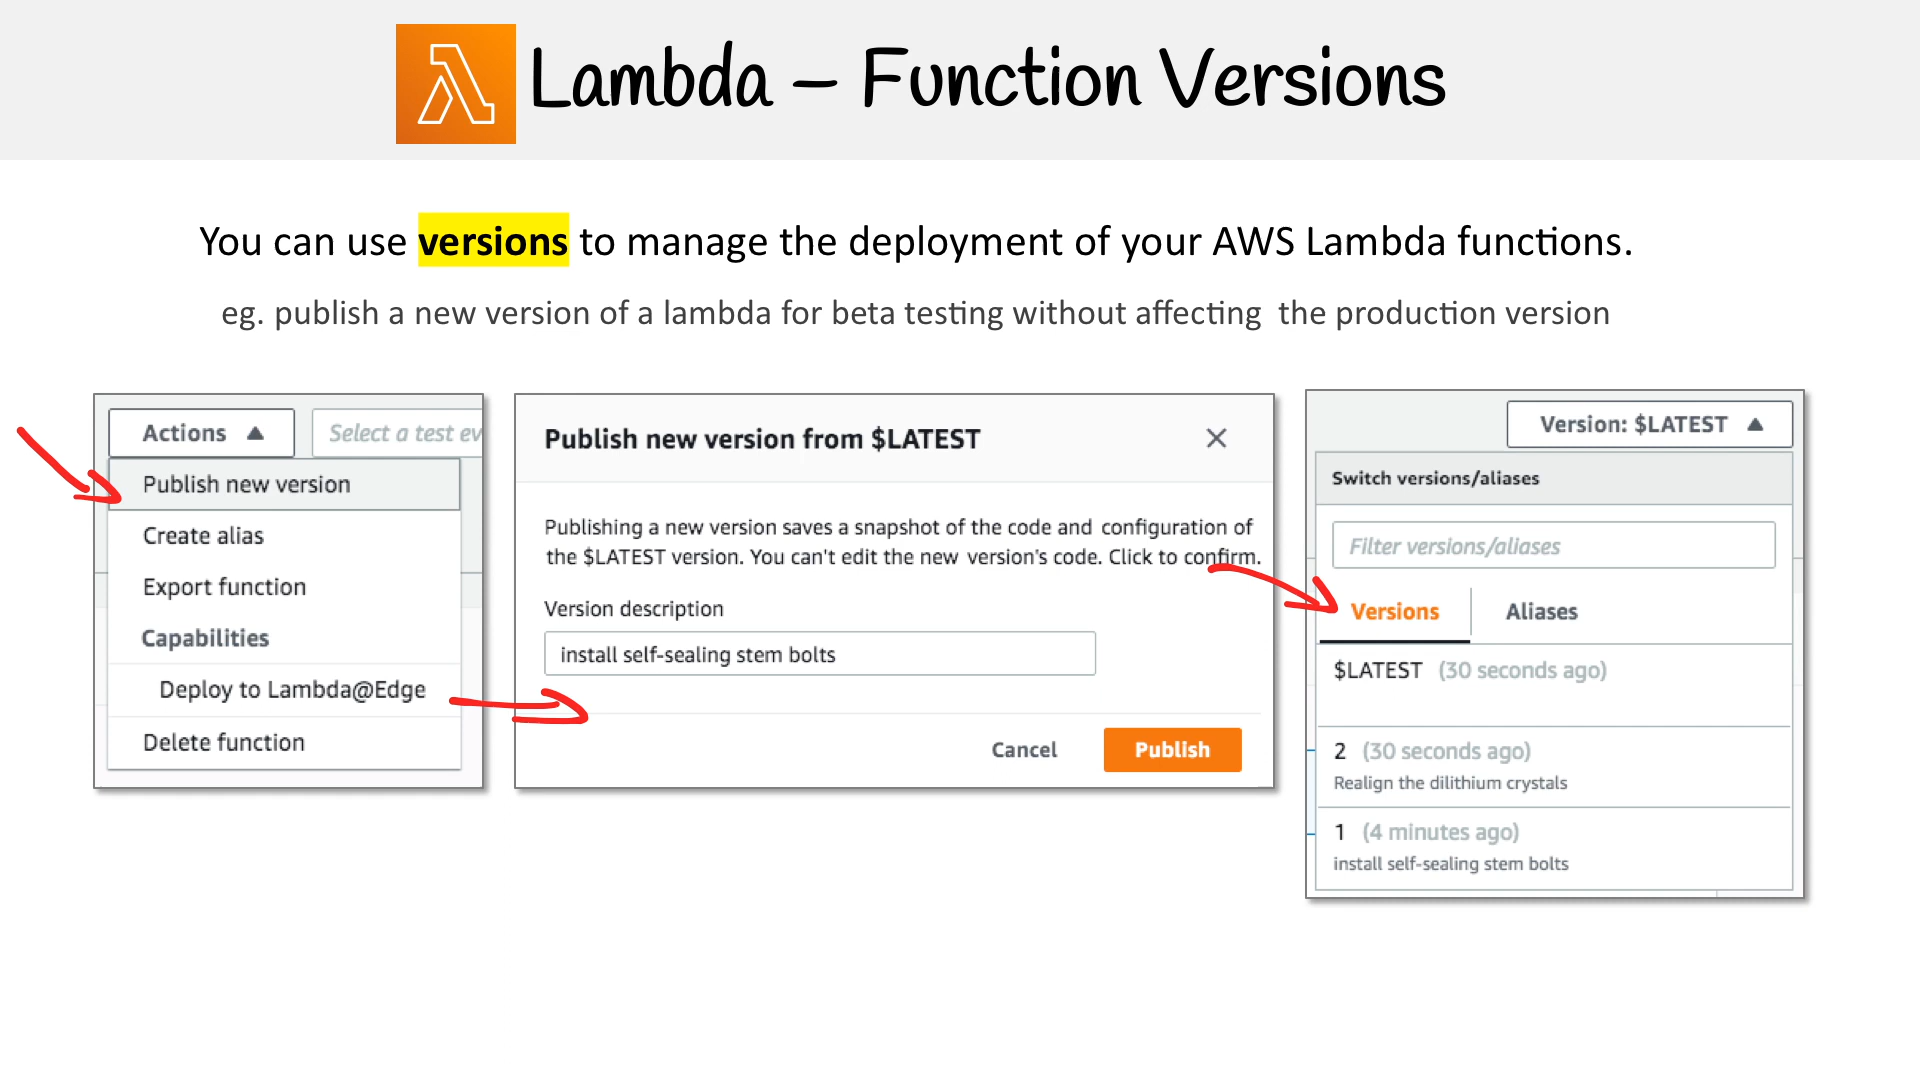 Lambda – Function Versions
You can use versions to manage the deployment of your AWS Lambda functions.
eg. publish a new version of a lambda for beta testing without affecting the production version
Actions
Select a test ev
Publish new version
Create alias
Export function
Capabilities
Deploy to Lambda@Edge
Delete function
Publish new version from $LATEST
Publishing a new version saves a snapshot of the code and configuration of
the $LATEST version. You can't edit the new version's code. Click to confirm.
Version description
install self-sealing stem bolts
Cancel
Publish
Version: $LATEST
Switch versions/aliases
Filter versions/aliases
Versions
Aliases
$LATEST (30 seconds ago)
2 (30 seconds ago)
Realign the dilithium crystals
1 (4 minutes ago)
install self-sealing stem bolts